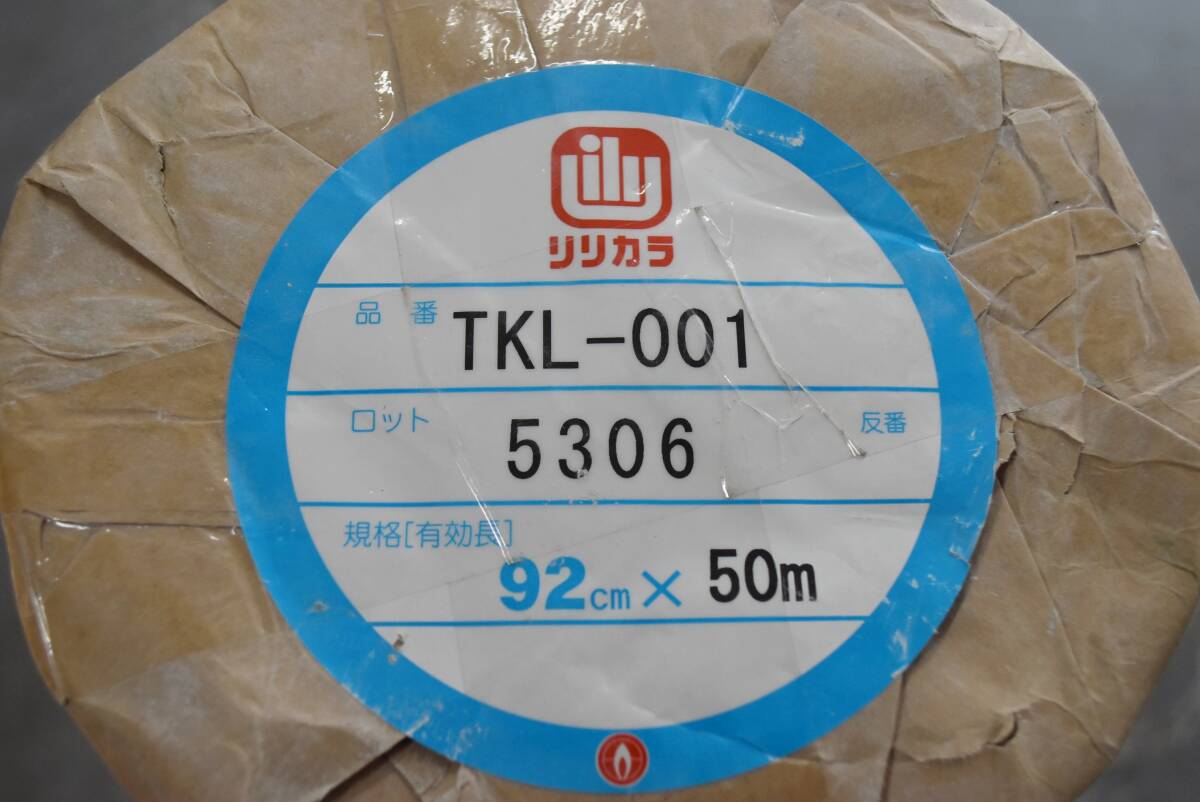 Lily
リリカラ
品番 TKL-001
ロット 5306 反番
規格[有効長]
92cm × 50m